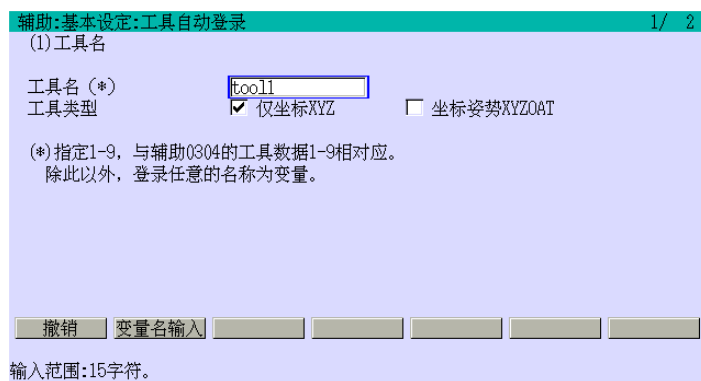 辅助:基本设定:工具自动登录 1/ 2
(1)工具名
工具名 (*) tool1
工具类型 仅坐标XYZ 坐标姿势XYZOAT
(*)指定1-9，与辅助0304的工具数据1-9相对应。
除此以外，登录任意的名称为变量。
撤销 变量名输入
输入范围:15字符。